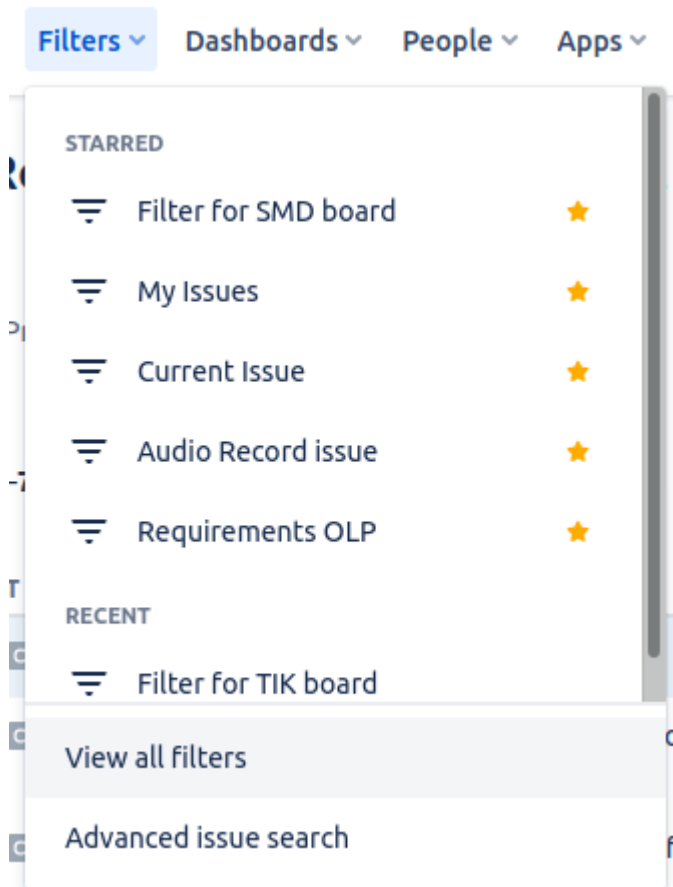 Filters Dashboards People Apps
STARRED
Filter for SMD board
My Issues
Current Issue
Audio Record issue
Requirements OLP
RECENT
Filter for TIK board
View all filters
Advanced issue search